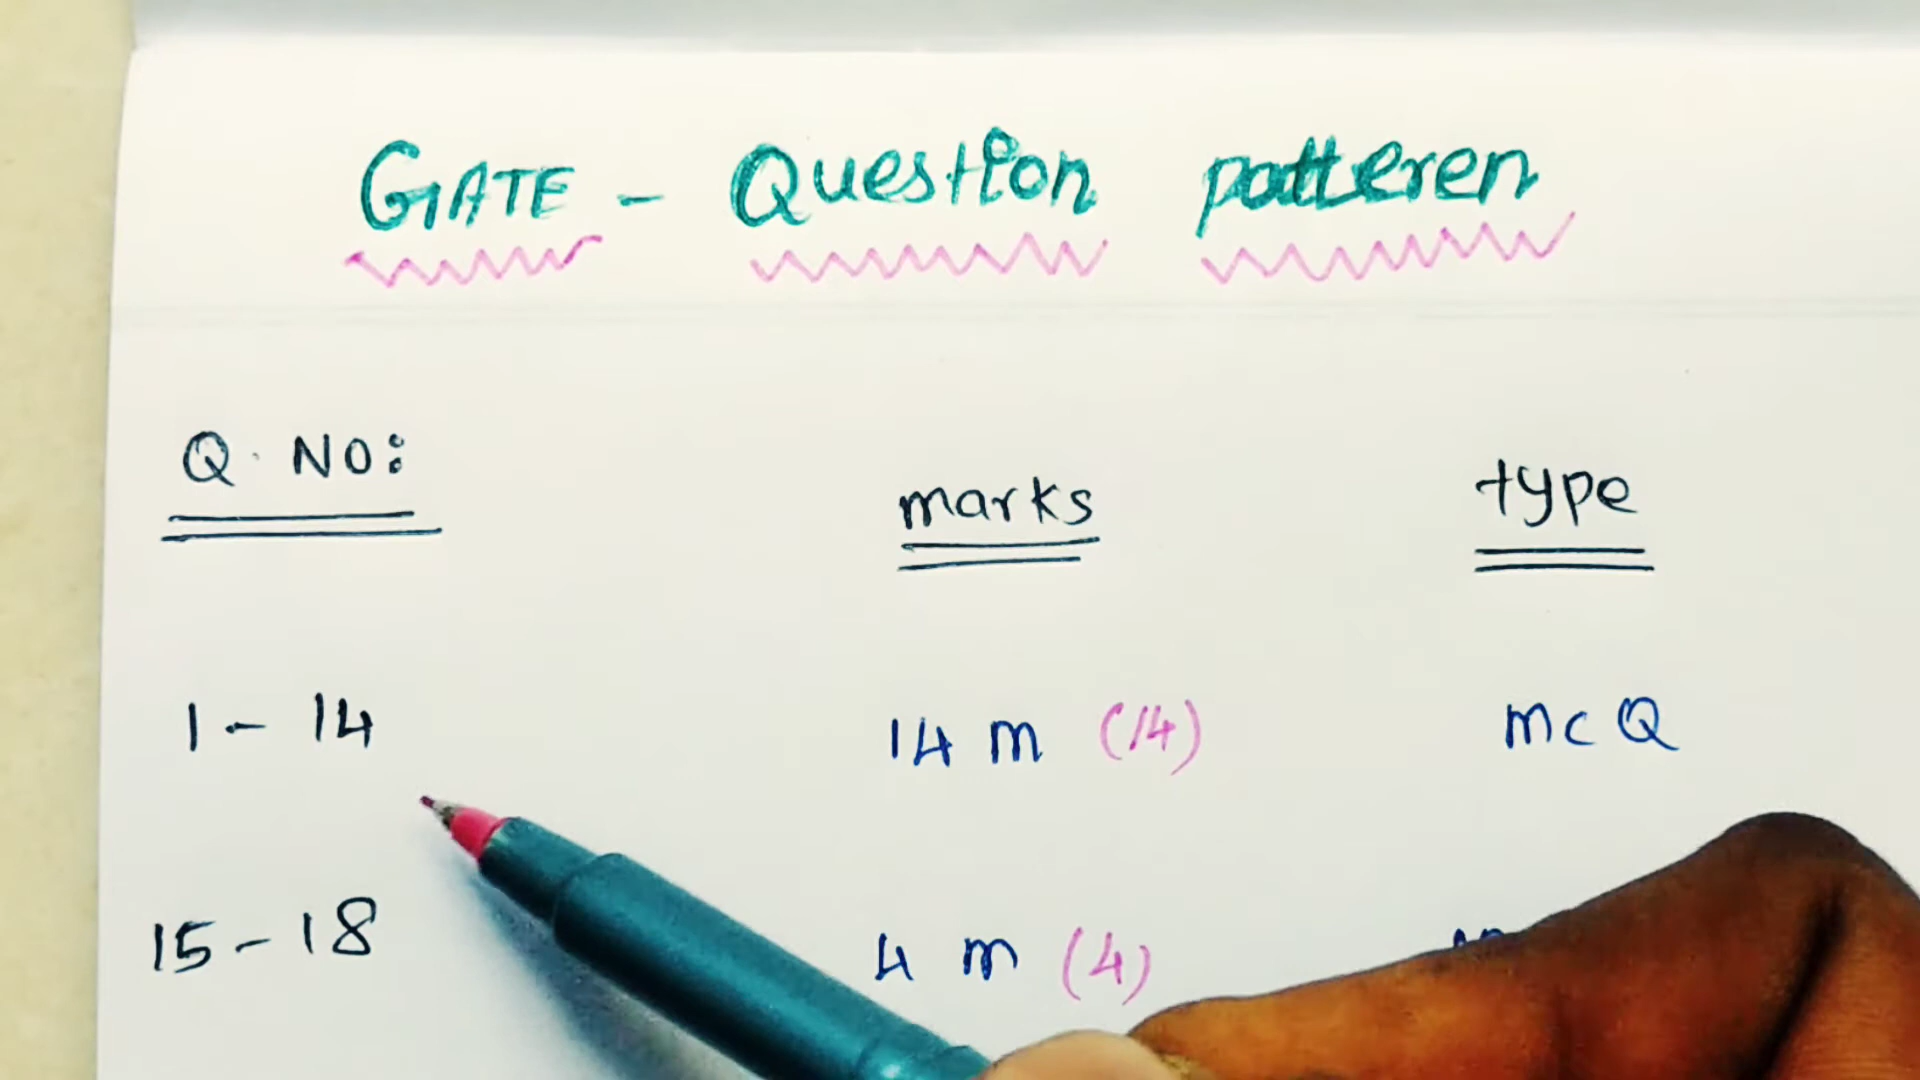 GATE - Question patteren
Q. NO: marks type
1 - 14 14 m (14) mcQ
15 - 18 4 m (4)